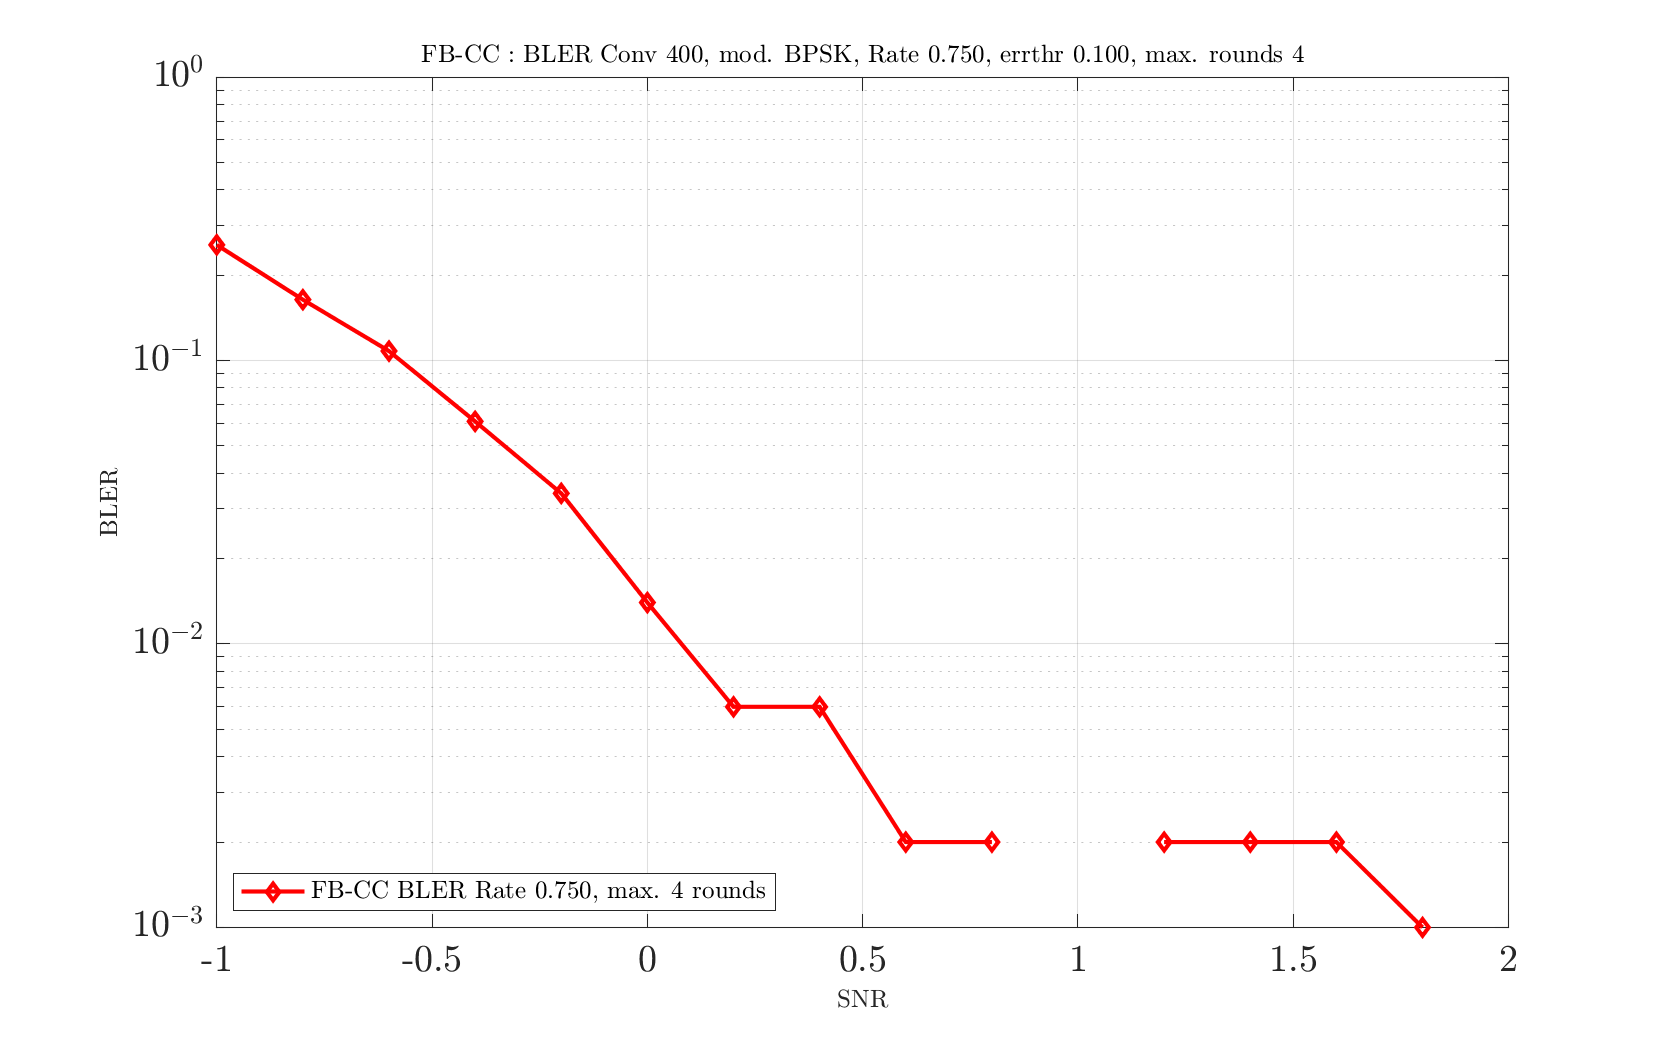 FB-CC : BLER Conv 400, mod. BPSK, Rate 0.750, errthr 0.100, max. rounds 4
10^0
10^-1
10^-2
10^-3
BLER
FB-CC BLER Rate 0.750, max. 4 rounds
-1 -0.5 0 0.5 1 1.5 2
SNR